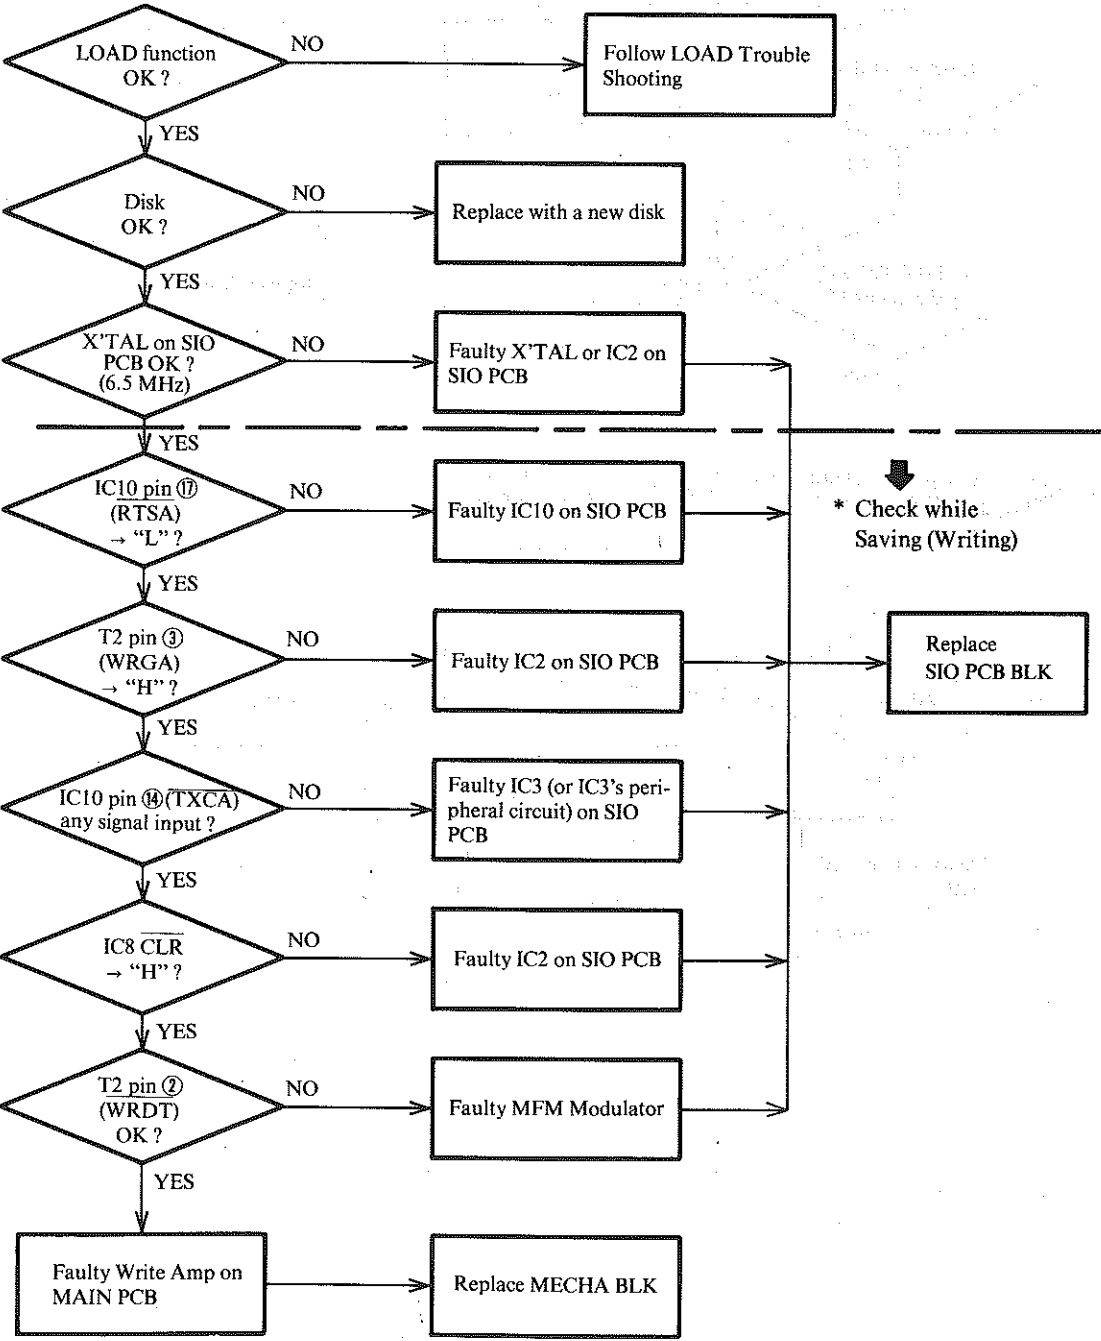 LOAD function
OK ?
NO
Follow LOAD Trouble
Shooting
YES
Disk
OK ?
NO
Replace with a new disk
YES
X'TAL on SIO
PCB OK ?
(6.5 MHz)
NO
Faulty X'TAL or IC2 on
SIO PCB
YES
IC10 pin ⑰
(R̅T̅S̅A̅)
→ “L” ?
NO
Faulty IC10 on SIO PCB
* Check while
Saving (Writing)
YES
T2 pin ③
(WRGA)
→ “H” ?
NO
Faulty IC2 on SIO PCB
Replace
SIO PCB BLK
YES
IC10 pin ⑭ (T̅X̅C̅A̅)
any signal input ?
NO
Faulty IC3 (or IC3's peri-
pheral circuit) on SIO
PCB
YES
IC8 C̅L̅R̅
→ “H” ?
NO
Faulty IC2 on SIO PCB
YES
T2 pin ②
(W̅R̅D̅T̅)
OK ?
NO
Faulty MFM Modulator
YES
Faulty Write Amp on
MAIN PCB
Replace MECHA BLK